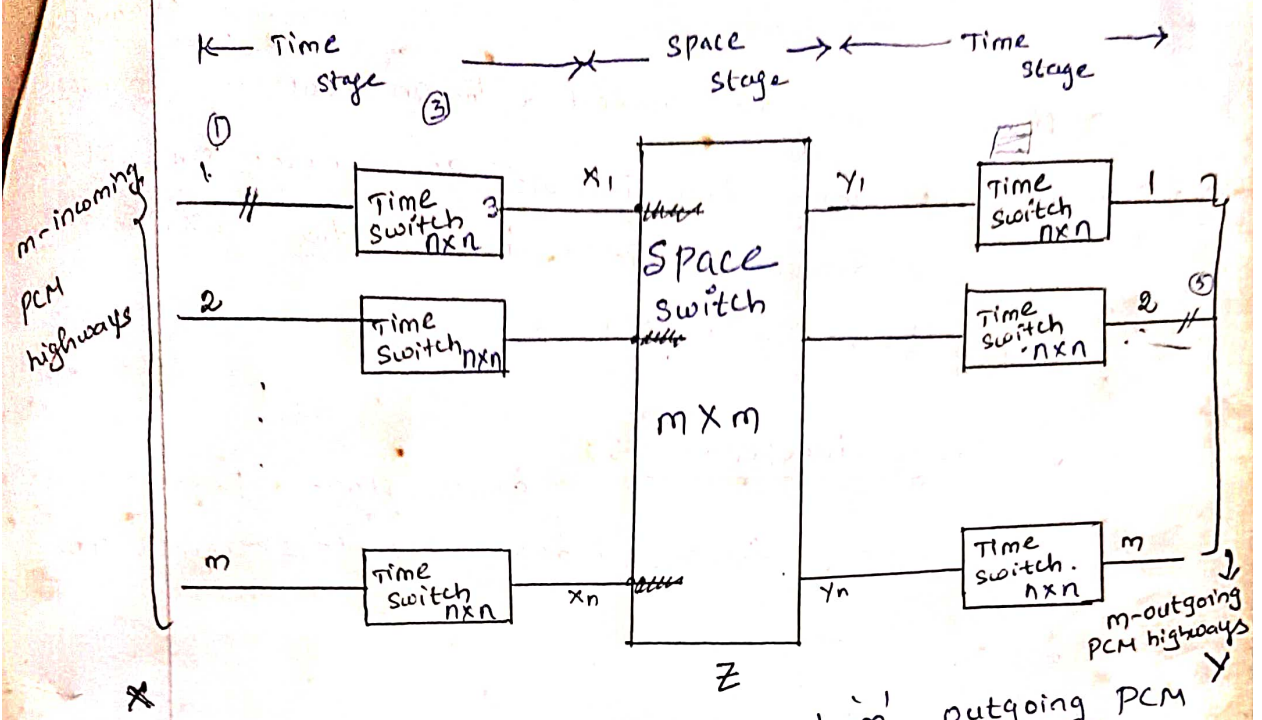 Time Stage
Space Stage
Time Stage
①
③
1.
m-incoming
PCM
highways
Time
Switch
n×n
3
X1
Y1
Time
Switch
n×n
1
2
Time
Switch n×n
Space
Switch
m×m
Time
Switch
n×n
2
⑤
m
Time
Switch
n×n
Xn
Yn
Time
Switch.
n×n
m
m-outgoing
PCM highways
X
Z
Y
outgoing PCM